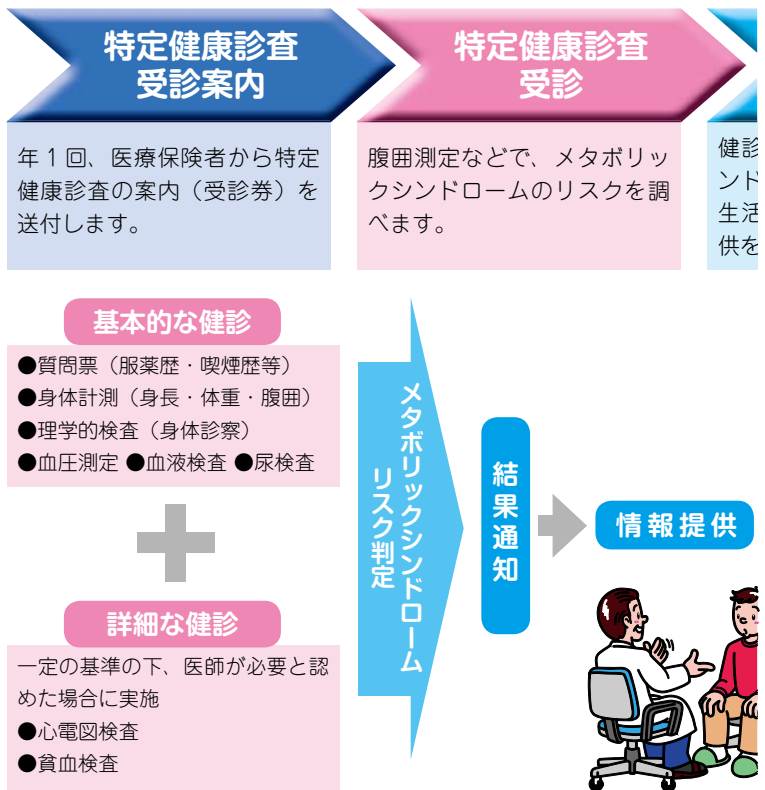 特定健康診査
受診案内
年1回、医療保険者から特定
健康診査の案内（受診券）を
送付します。
特定健康診査
受診
腹囲測定などで、メタボリッ
クシンドロームのリスクを調
べます。
健診
ンド
生活
供を
基本的な健診
●質問票（服薬歴・喫煙歴等）
●身体計測（身長・体重・腹囲）
●理学的検査（身体診察）
●血圧測定 ●血液検査 ●尿検査
詳細な健診
一定の基準の下、医師が必要と認
めた場合に実施
●心電図検査
●貧血検査
メタボリックシンドローム
リスク判定
結果通知
情報提供